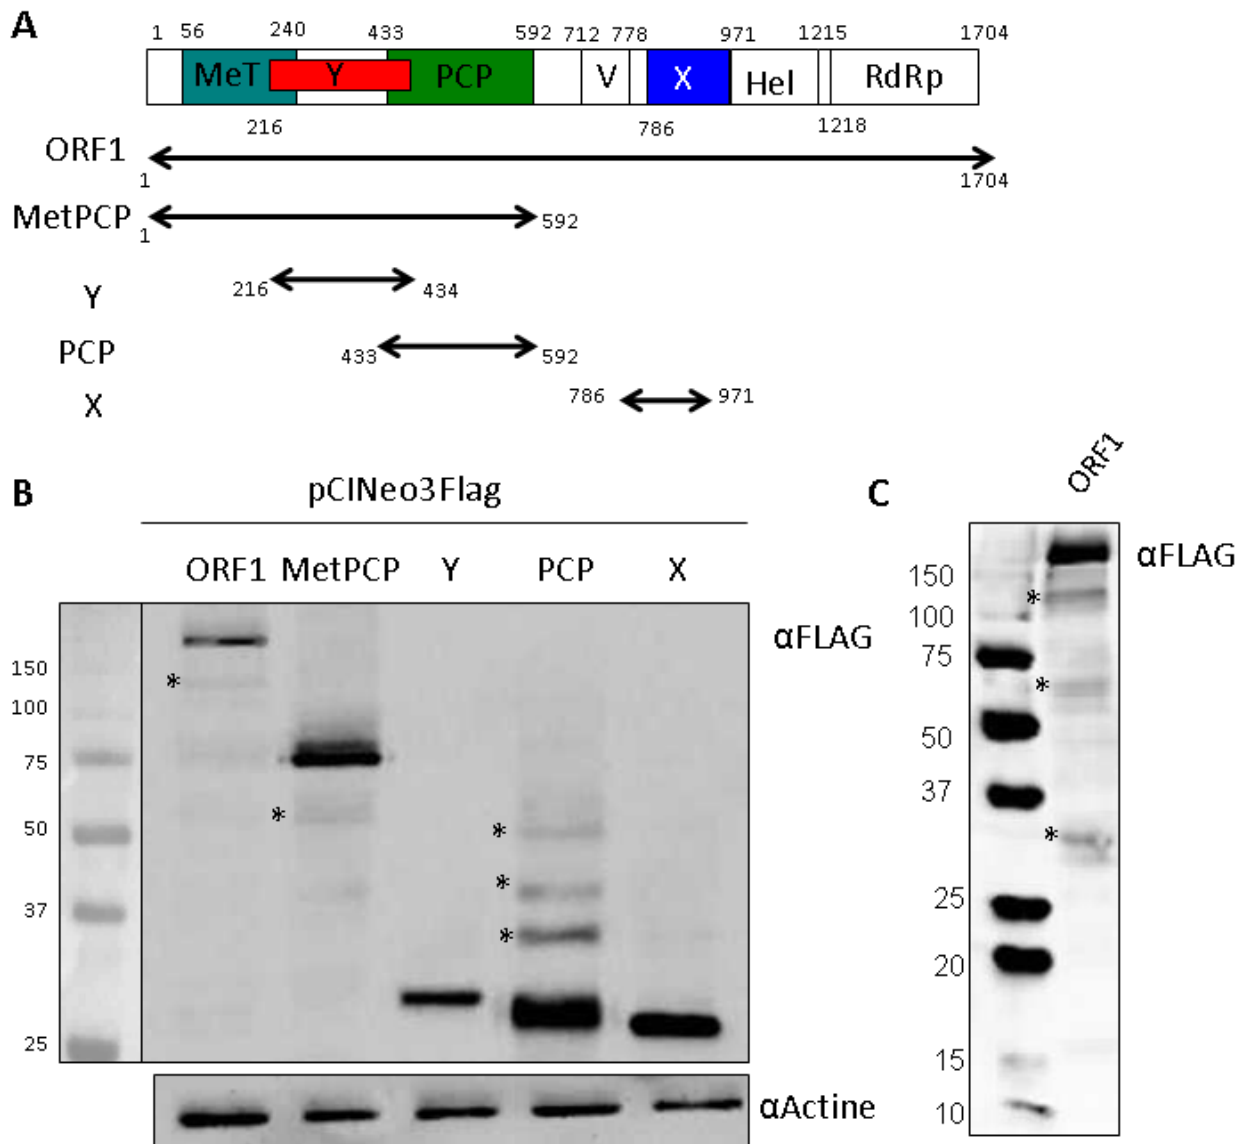 A
1 56 240 433 592 712 778 971 1215 1704
MeT Y PCP V X Hel RdRp
216 786 1218
ORF1
1 1704
MetPCP
1 592
Y 216 434
PCP 433 592
X 786 971
B
pCINeo3Flag
ORF1 MetPCP Y PCP X
αFLAG
150
*
100
75
*
50
*
*
37
*
25
αActine
C
ORF1
αFLAG
150
*
100
75
*
50
37
*
25
20
15
10